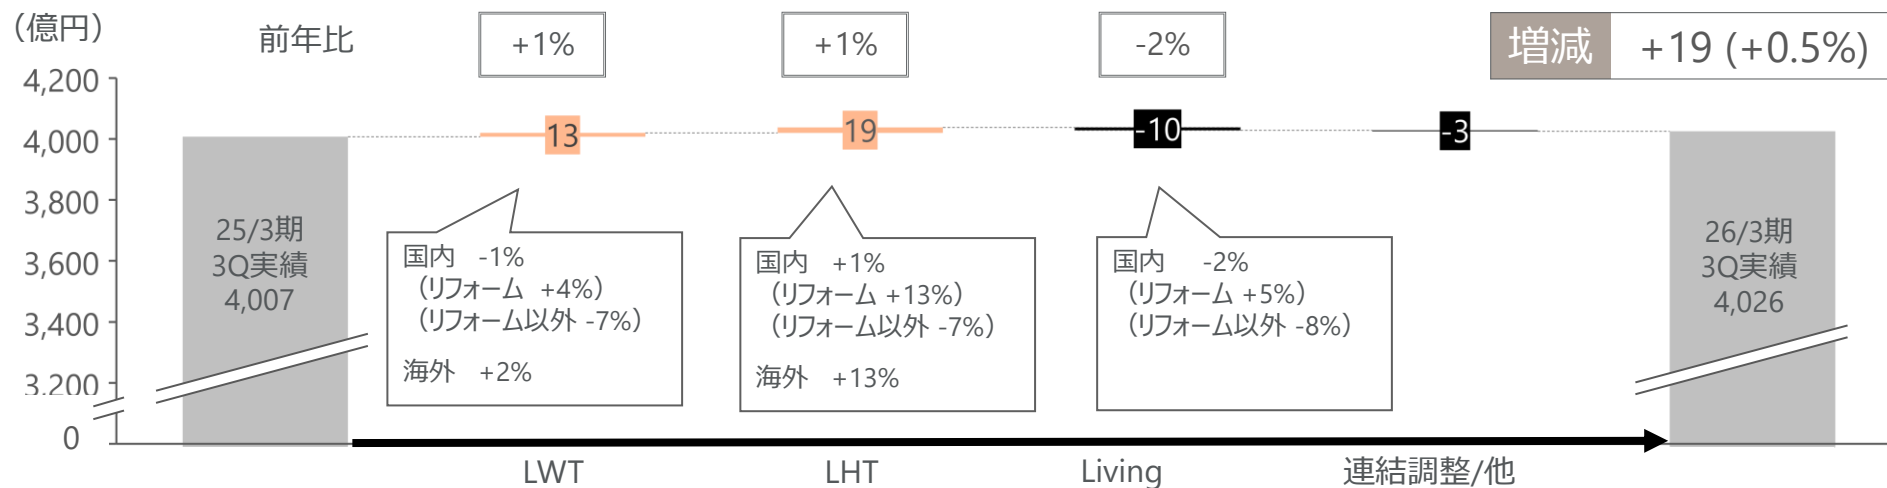 (億円)
前年比
+1%
+1%
-2%
増減 +19 (+0.5%)
4,200
4,000
3,800
3,600
3,400
3,200
0
25/3期
3Q実績
4,007
13
19
-10
-3
国内 -1%
（リフォーム +4%）
（リフォーム以外 -7%）
海外 +2%
国内 +1%
（リフォーム +13%）
（リフォーム以外 -7%）
海外 +13%
国内 -2%
（リフォーム +5%）
（リフォーム以外 -8%）
26/3期
3Q実績
4,026
LWT
LHT
Living
連結調整/他